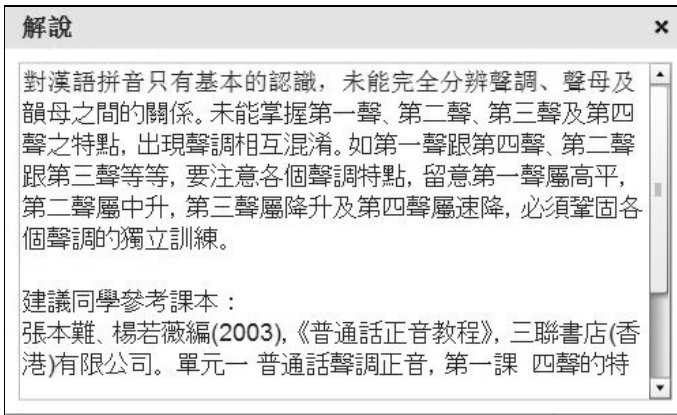 解說
對漢語拼音只有基本的認識，未能完全分辨聲調、聲母及
韻母之間的關係。未能掌握第一聲、第二聲、第三聲及第四
聲之特點，出現聲調相互混淆。如第一聲跟第四聲、第二聲
跟第三聲等等，要注意各個聲調特點，留意第一聲屬高平，
第二聲屬中升，第三聲屬降升及第四聲屬速降，必須鞏固各
個聲調的獨立訓練。
建議同學參考課本：
張本難、楊若薇編(2003)，《普通話正音教程》，三聯書店(香
港)有限公司。單元一 普通話聲調正音，第一課 四聲的特